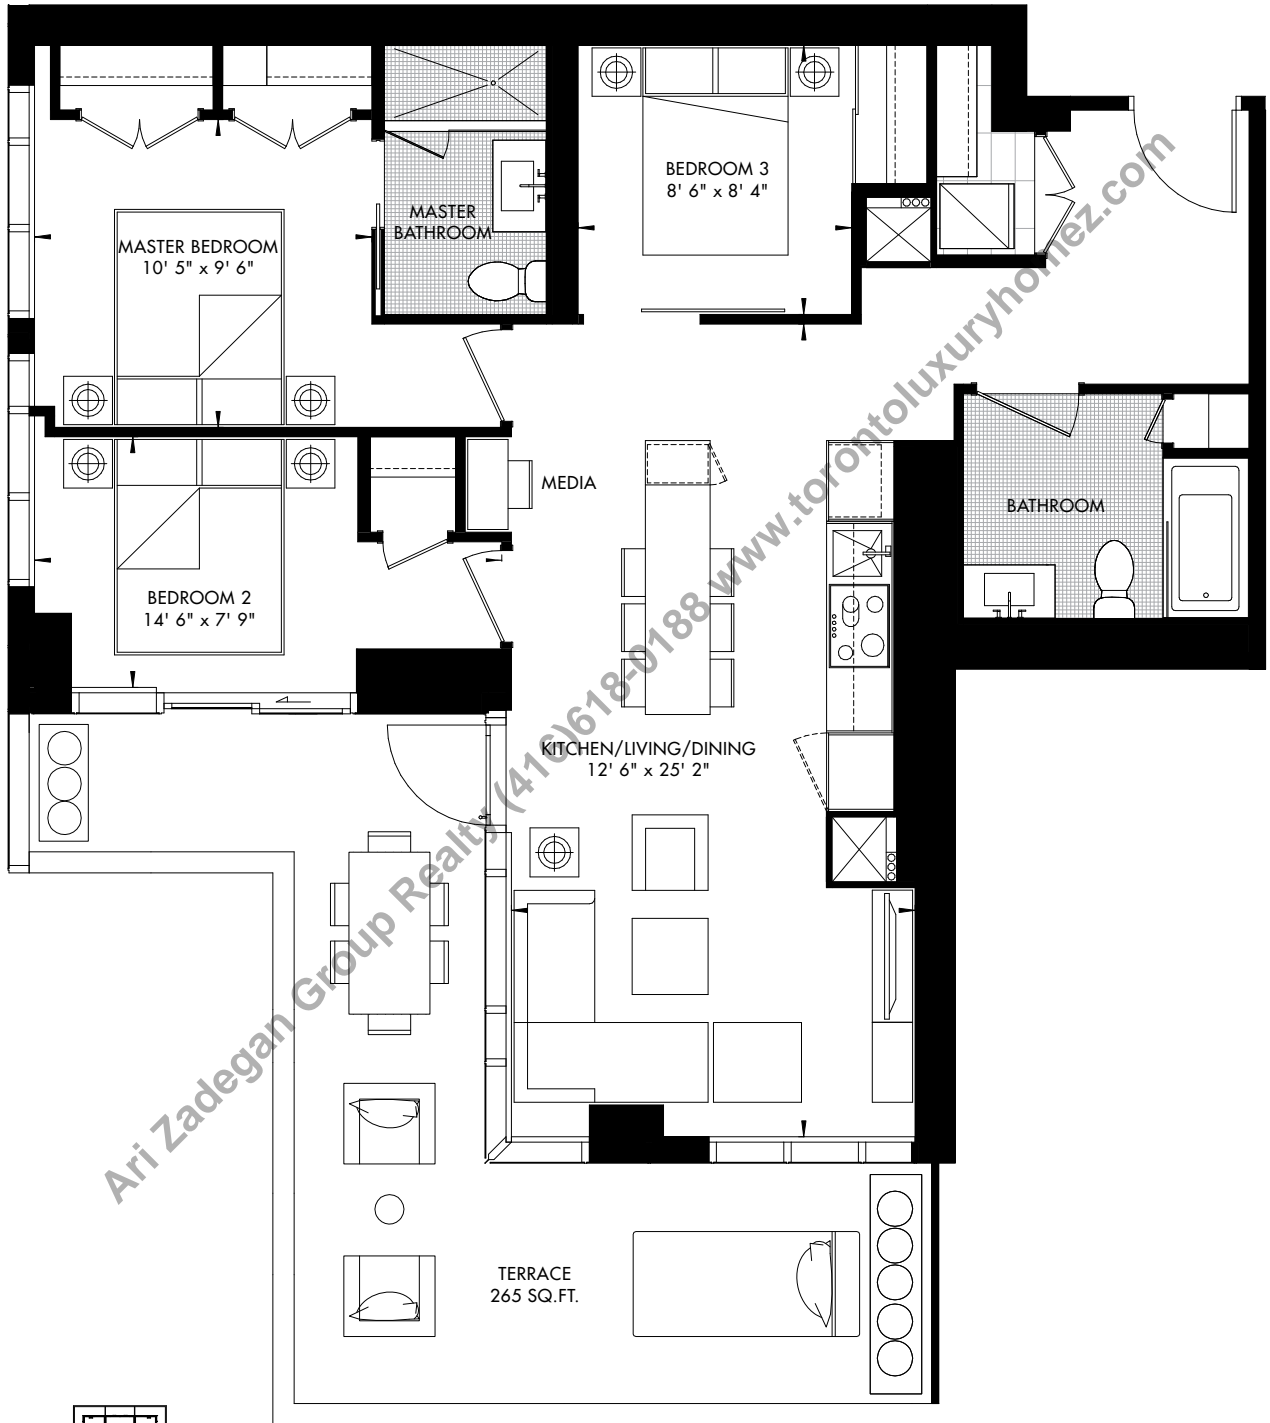 BEDROOM 3
8' 6" x 8' 4"
MASTER
BATHROOM
MASTER BEDROOM
10' 5" x 9' 6"
MEDIA
BATHROOM
BEDROOM 2
14' 6" x 7' 9"
KITCHEN/LIVING/DINING
12' 6" x 25' 2"
TERRACE
265 SQ.FT.
Ari Zadegan Group Realty (416)618-0188 www.torontoluxuryhomez.com